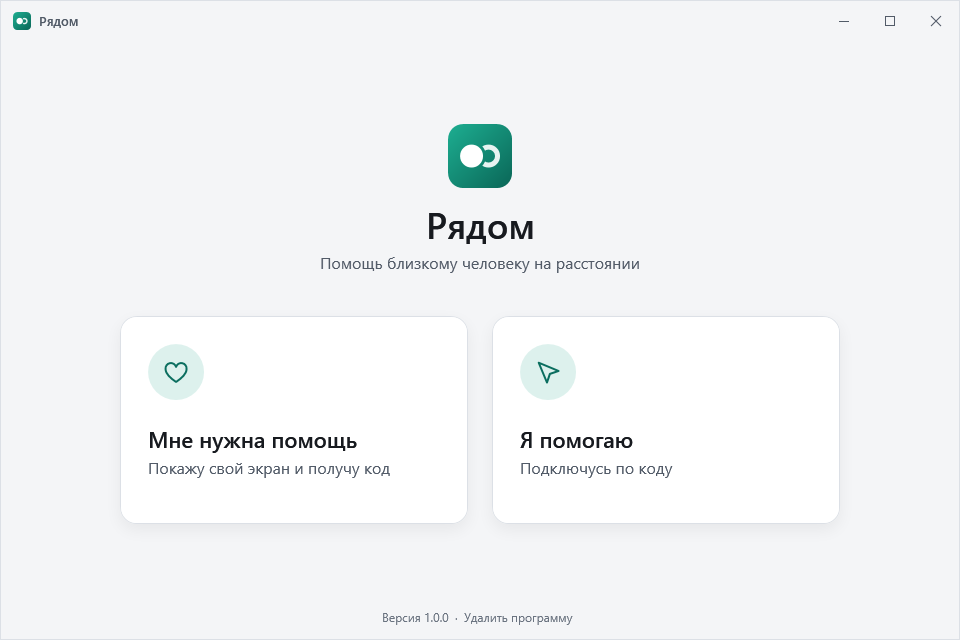 Рядом
Рядом
Помощь близкому человеку на расстоянии
Мне нужна помощь
Покажу свой экран и получу код
Я помогаю
Подключусь по коду
Версия 1.0.0 · Удалить программу